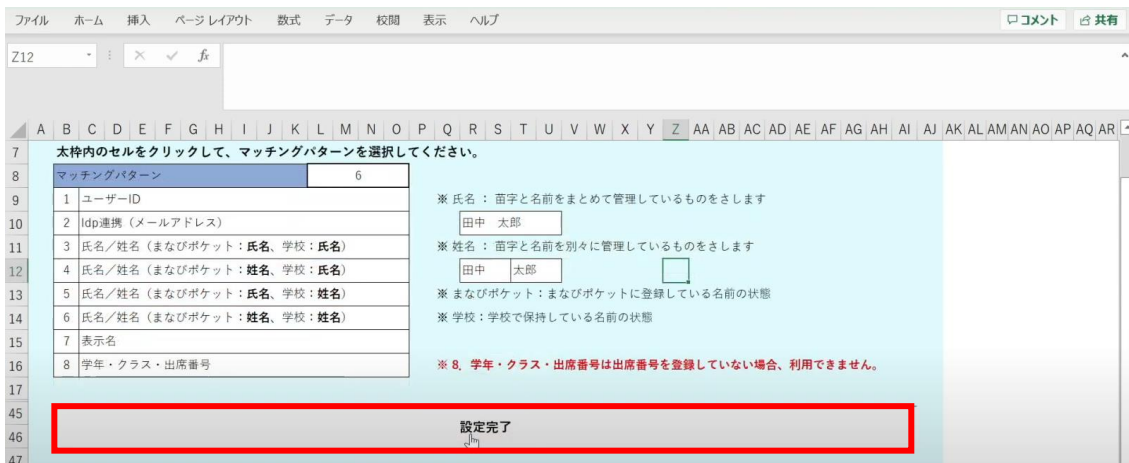 ファイル ホーム 挿入 ページ レイアウト 数式 データ 校閲 表示 ヘルプ コメント 共有
Z12 fx
A B C D E F G H I J K L M N O P Q R S T U V W X Y Z AA AB AC AD AE AF AG AH AI AJ AK AL AM AN AO AP AQ AR
7 太枠内のセルをクリックして、マッチングパターンを選択してください。
8 マッチングパターン 6
9 1 ユーザーID ※ 氏名 : 苗字と名前をまとめて管理しているものをさします
10 2 Idp連携(メールアドレス) 田中 太郎
11 3 氏名/姓名(まなびポケット:氏名、学校:氏名) ※ 姓名 : 苗字と名前を別々に管理しているものをさします
12 4 氏名/姓名(まなびポケット:姓名、学校:氏名) 田中 太郎
13 5 氏名/姓名(まなびポケット:氏名、学校:姓名) ※ まなびポケット:まなびポケットに登録している名前の状態
14 6 氏名/姓名(まなびポケット:姓名、学校:姓名) ※ 学校:学校で保持している名前の状態
15 7 表示名
16 8 学年・クラス・出席番号 ※ 8. 学年・クラス・出席番号は出席番号を登録していない場合、利用できません。
17
45
46 設定完了
47